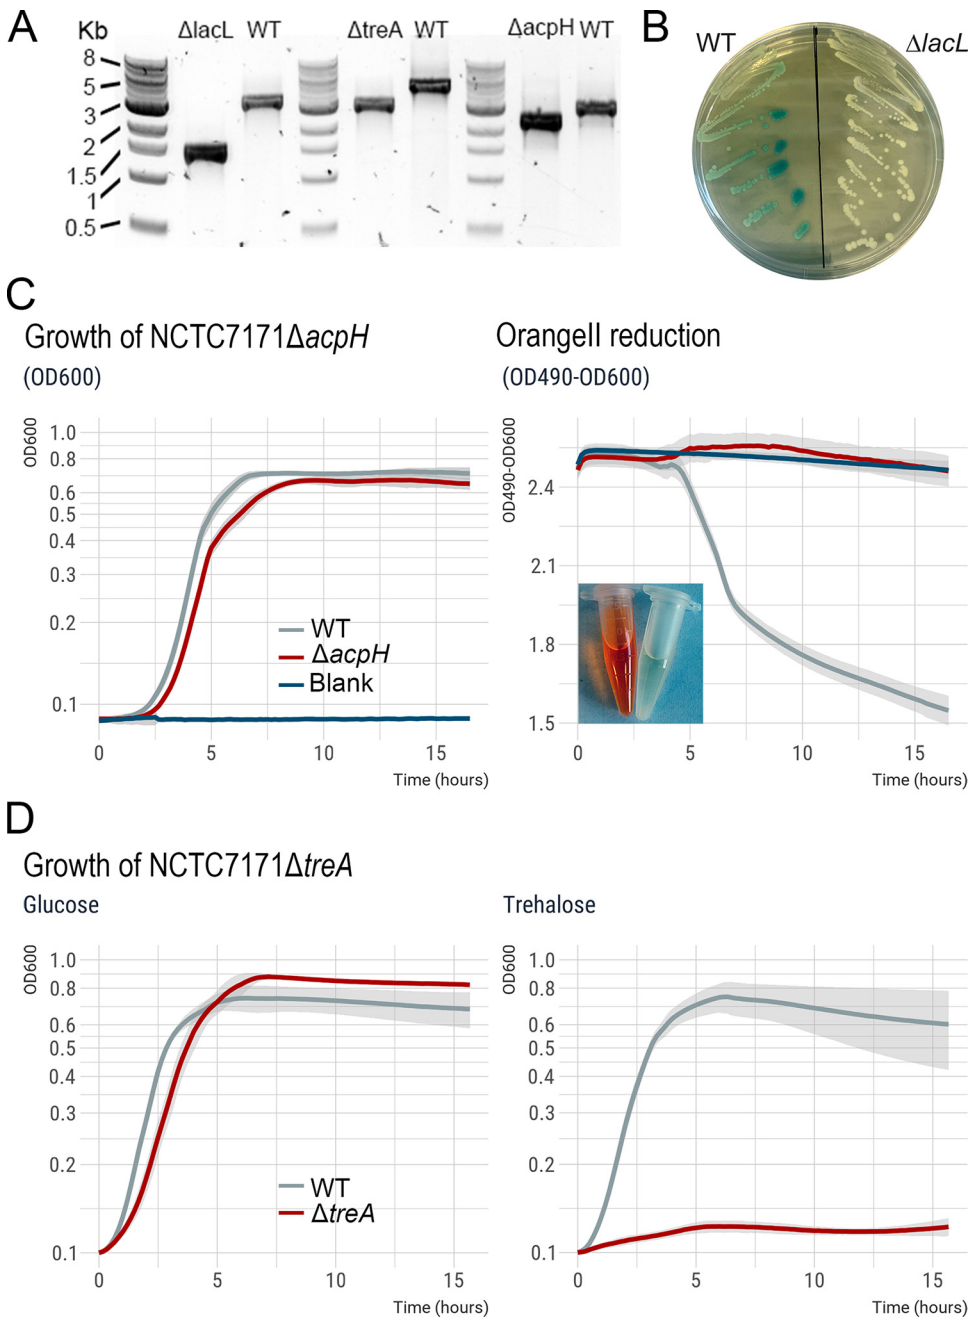 A
Kb
ΔlacL WT
ΔtreA WT
ΔacpH WT
8
5
3
2
1.5
1
0.5
B
WT
ΔlacL
C
Growth of NCTC7171ΔacpH
(OD600)
OD600
1.0
0.8
0.6
0.5
0.4
0.3
0.2
0.1
WT
ΔacpH
Blank
0 5 10 15
Time (hours)
OrangeII reduction
(OD490-OD600)
OD490-OD600
2.4
2.1
1.8
1.5
0 5 10 15
Time (hours)
D
Growth of NCTC7171ΔtreA
Glucose
OD600
1.0
0.8
0.6
0.5
0.4
0.3
0.2
0.1
WT
ΔtreA
0 5 10 15
Time (hours)
Trehalose
OD600
1.0
0.8
0.6
0.5
0.4
0.3
0.2
0.1
0 5 10 15
Time (hours)